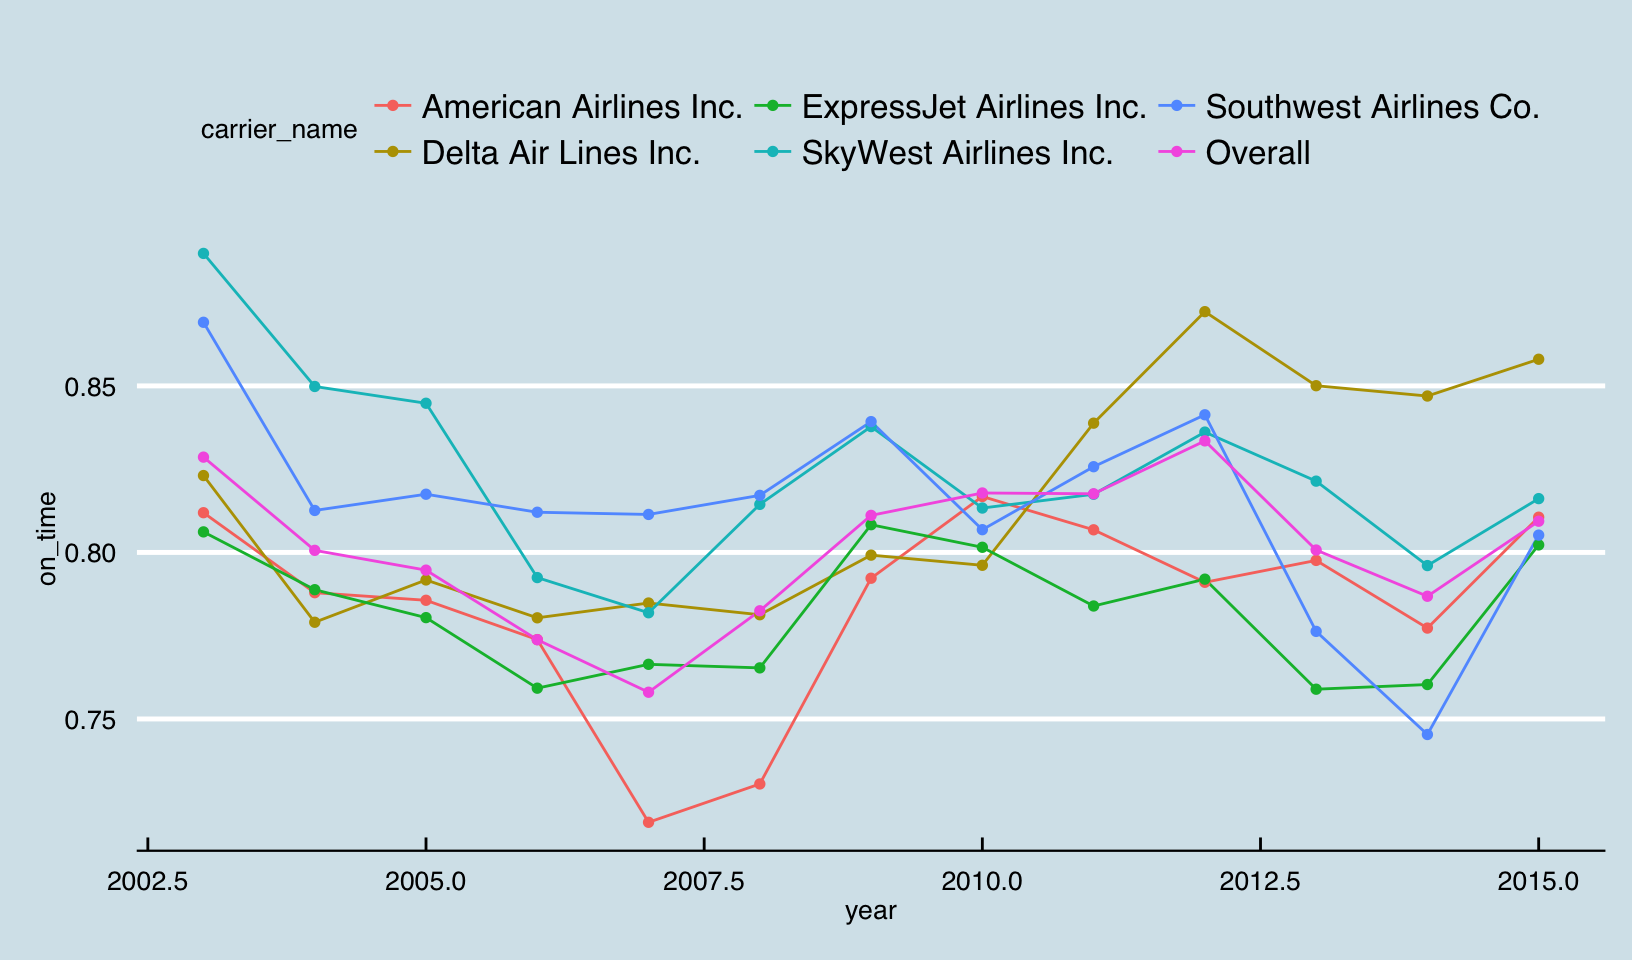 American Airlines Inc. ExpressJet Airlines Inc. Southwest Airlines Co.
carrier_name
Delta Air Lines Inc. SkyWest Airlines Inc. Overall
0.85
0.80
0.75
on_time
2002.5 2005.0 2007.5 2010.0 2012.5 2015.0
year